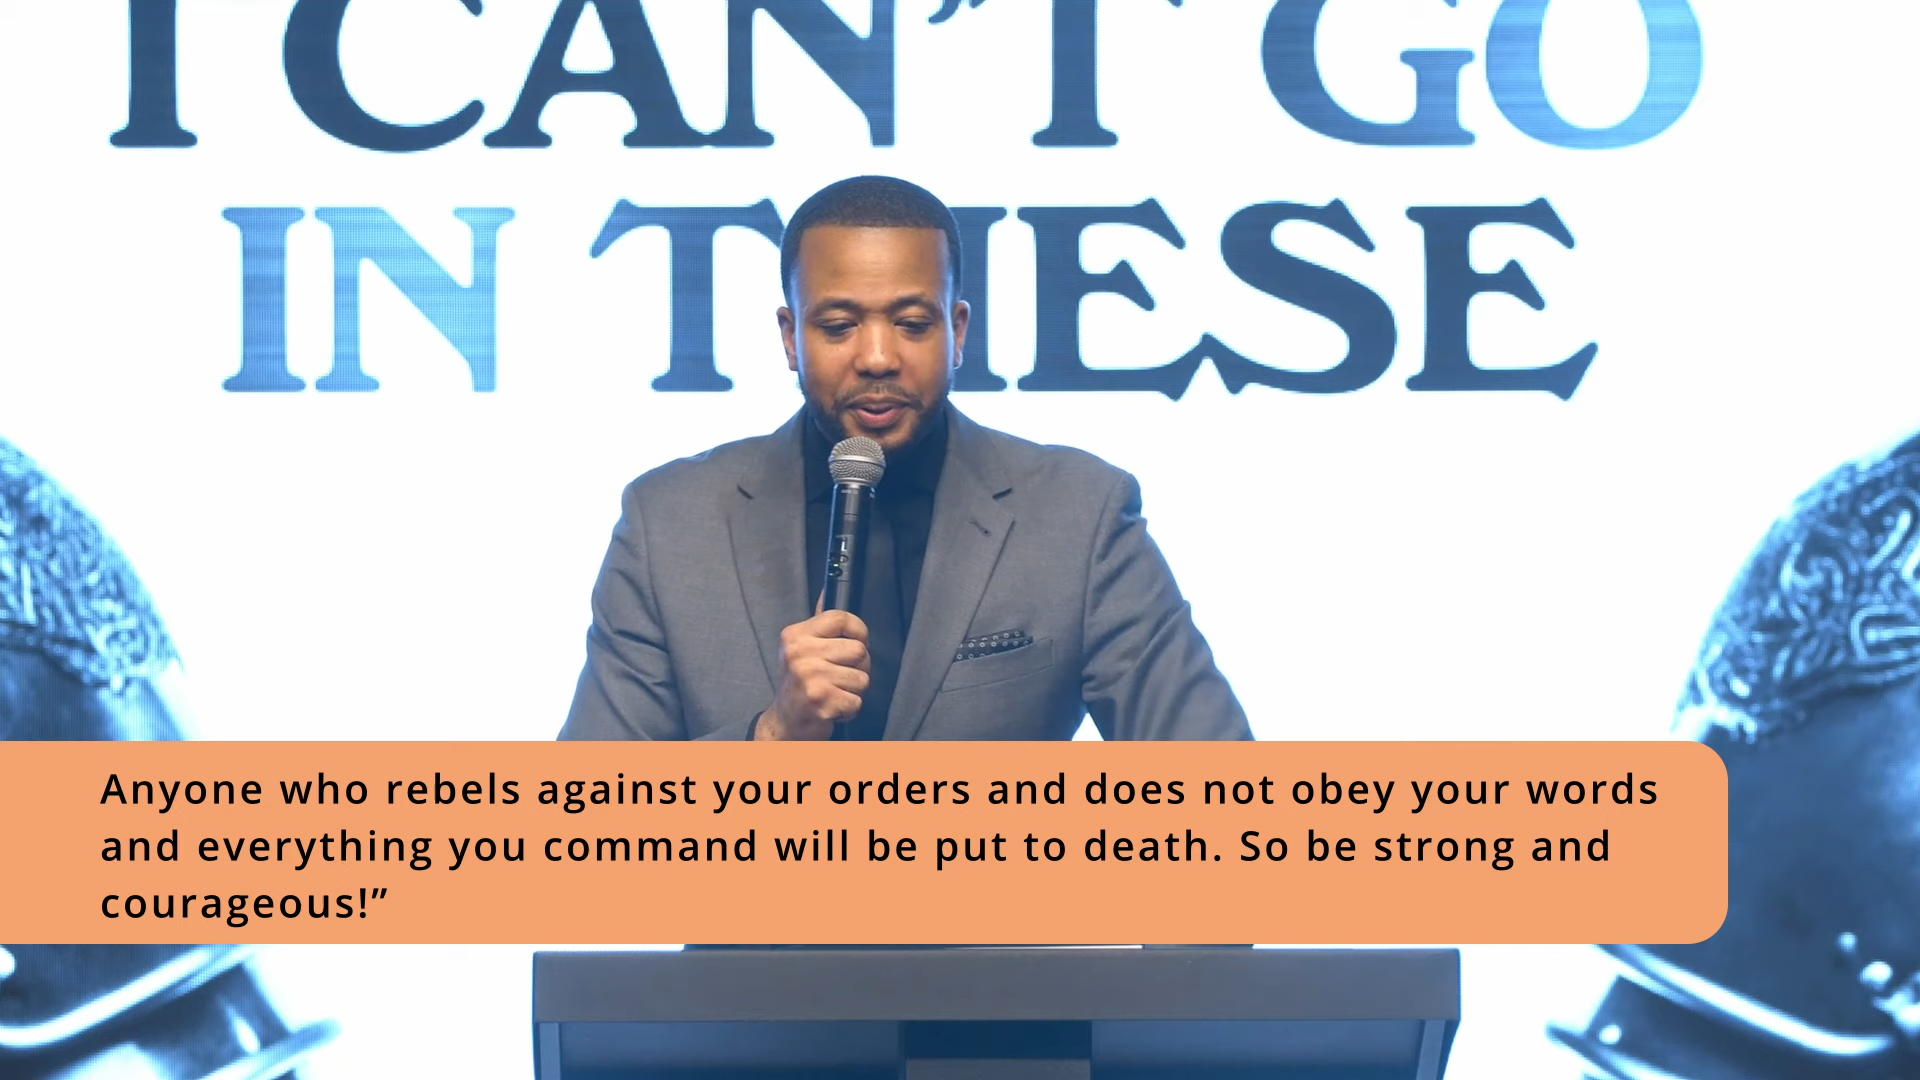 I CAN'T GO
IN THESE
Anyone who rebels against your orders and does not obey your words
and everything you command will be put to death. So be strong and
courageous!”